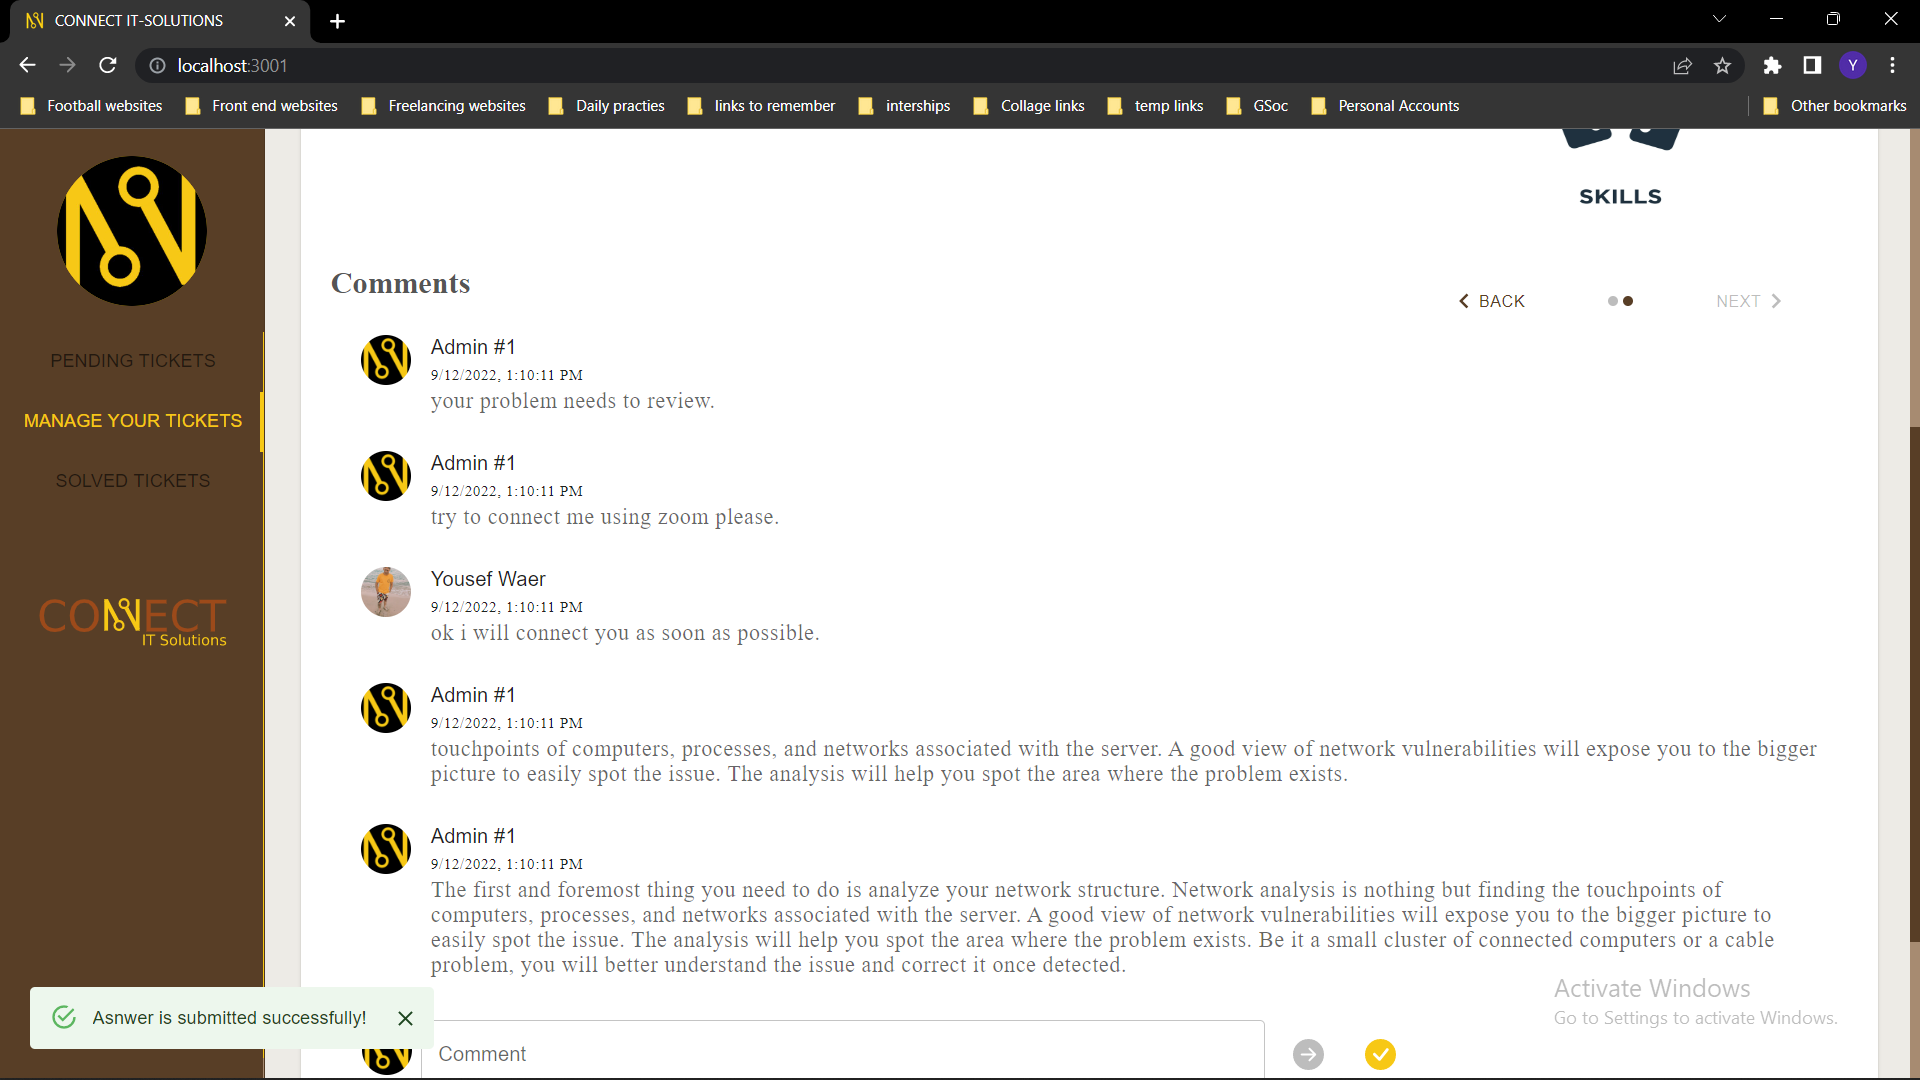 CONNECT IT-SOLUTIONS
localhost:3001
Y
Football websites
Front end websites
Freelancing websites
Daily practies
links to remember
interships
Collage links
temp links
GSoc
Personal Accounts
Other bookmarks
SKILLS
PENDING TICKETS
MANAGE YOUR TICKETS
SOLVED TICKETS
CONNECT
IT Solutions
Comments
BACK
NEXT
Admin #1
9/12/2022, 1:10:11 PM
your problem needs to review.
Admin #1
9/12/2022, 1:10:11 PM
try to connect me using zoom please.
Yousef Waer
9/12/2022, 1:10:11 PM
ok i will connect you as soon as possible.
Admin #1
9/12/2022, 1:10:11 PM
touchpoints of computers, processes, and networks associated with the server. A good view of network vulnerabilities will expose you to the bigger
picture to easily spot the issue. The analysis will help you spot the area where the problem exists.
Admin #1
9/12/2022, 1:10:11 PM
The first and foremost thing you need to do is analyze your network structure. Network analysis is nothing but finding the touchpoints of
computers, processes, and networks associated with the server. A good view of network vulnerabilities will expose you to the bigger picture to
easily spot the issue. The analysis will help you spot the area where the problem exists. Be it a small cluster of connected computers or a cable
problem, you will better understand the issue and correct it once detected.
Asnwer is submitted successfully!
Comment
Activate Windows
Go to Settings to activate Windows.